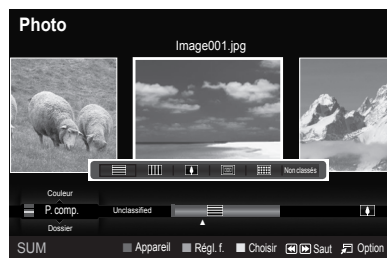 Photo
Image001.jpg
Non classés
Couleur
P. comp. Unclassified
Dossier
SUM Appareil Régl. f. Choisir Saut Option